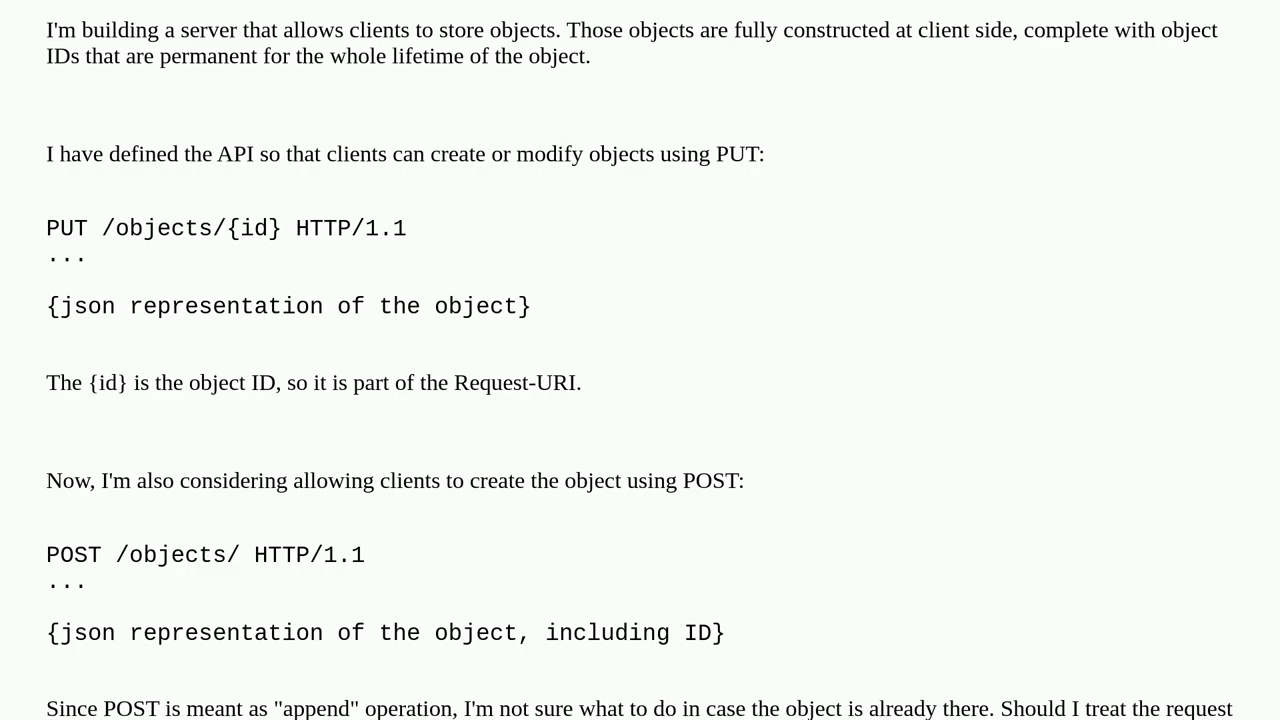 I'm building a server that allows clients to store objects. Those objects are fully constructed at client side, complete with object
IDs that are permanent for the whole lifetime of the object.
I have defined the API so that clients can create or modify objects using PUT:
PUT /objects/{id} HTTP/1.1
...
{json representation of the object}
The {id} is the object ID, so it is part of the Request-URI.
Now, I'm also considering allowing clients to create the object using POST:
POST /objects/ HTTP/1.1
...
{json representation of the object, including ID}
Since POST is meant as "append" operation, I'm not sure what to do in case the object is already there. Should I treat the request